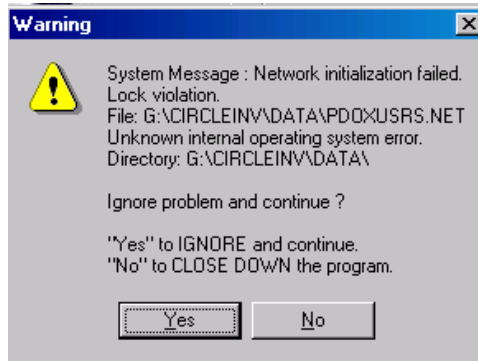 Warning
System Message : Network initialization failed.
Lock violation.
File: G:\CIRCLEINV\DATA\PDOXUSRS.NET
Unknown internal operating system error.
Directory: G:\CIRCLEINV\DATA\
Ignore problem and continue ?
"Yes" to IGNORE and continue.
"No" to CLOSE DOWN the program.
Yes No